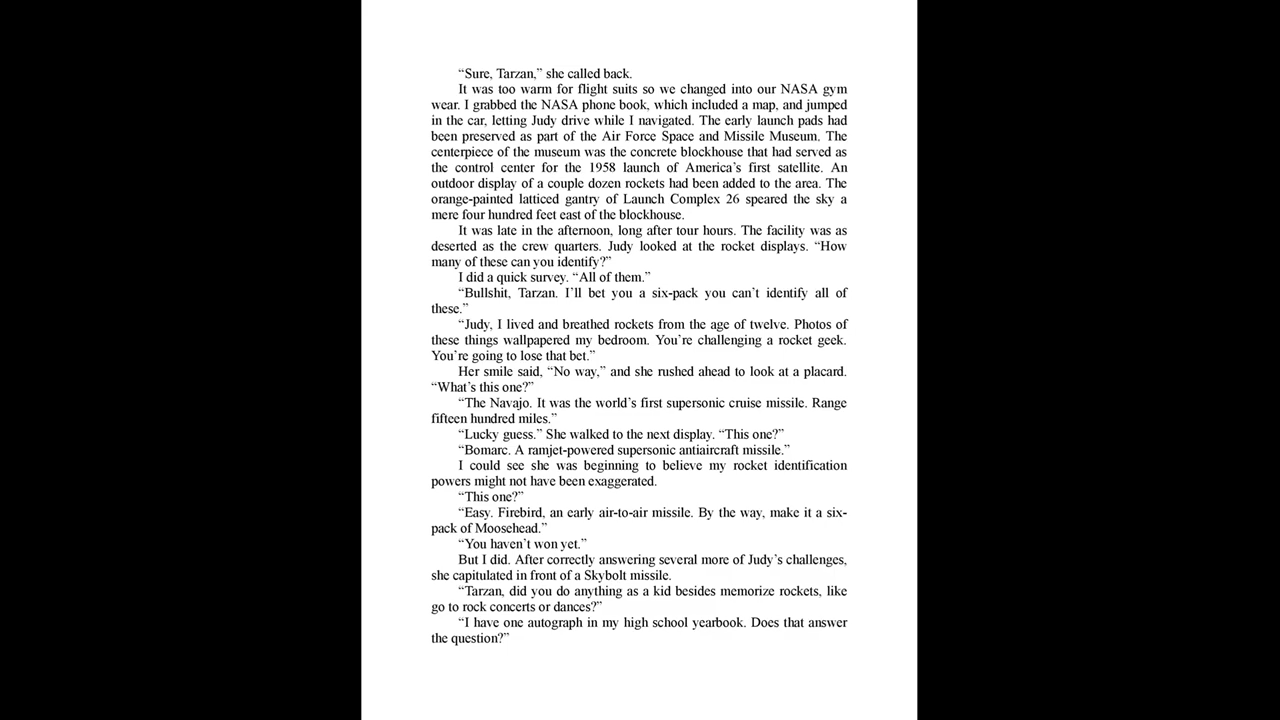 “Sure, Tarzan,” she called back.
It was too warm for flight suits so we changed into our NASA gym
wear. I grabbed the NASA phone book, which included a map, and jumped
in the car, letting Judy drive while I navigated. The early launch pads had
been preserved as part of the Air Force Space and Missile Museum. The
centerpiece of the museum was the concrete blockhouse that had served as
the control center for the 1958 launch of America’s first satellite. An
outdoor display of a couple dozen rockets had been added to the area. The
orange-painted latticed gantry of Launch Complex 26 speared the sky a
mere four hundred feet east of the blockhouse.
It was late in the afternoon, long after tour hours. The facility was as
deserted as the crew quarters. Judy looked at the rocket displays. “How
many of these can you identify?”
I did a quick survey. “All of them.”
“Bullshit, Tarzan. I’ll bet you a six-pack you can’t identify all of
these.”
“Judy, I lived and breathed rockets from the age of twelve. Photos of
these things wallpapered my bedroom. You’re challenging a rocket geek.
You’re going to lose that bet.”
Her smile said, “No way,” and she rushed ahead to look at a placard.
“What’s this one?”
“The Navajo. It was the world’s first supersonic cruise missile. Range
fifteen hundred miles.”
“Lucky guess.” She walked to the next display. “This one?”
“Bomarc. A ramjet-powered supersonic antiaircraft missile.”
I could see she was beginning to believe my rocket identification
powers might not have been exaggerated.
“This one?”
“Easy. Firebird, an early air-to-air missile. By the way, make it a six-
pack of Moosehead.”
“You haven’t won yet.”
But I did. After correctly answering several more of Judy’s challenges,
she capitulated in front of a Skybolt missile.
“Tarzan, did you do anything as a kid besides memorize rockets, like
go to rock concerts or dances?”
“I have one autograph in my high school yearbook. Does that answer
the question?”